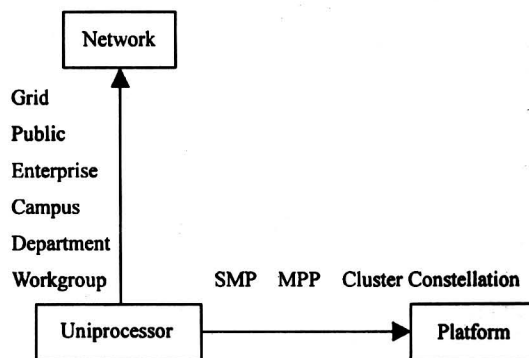 Network
Grid
Public
Enterprise
Campus
Department
Workgroup
SMP MPP Cluster Constellation
Uniprocessor
Platform